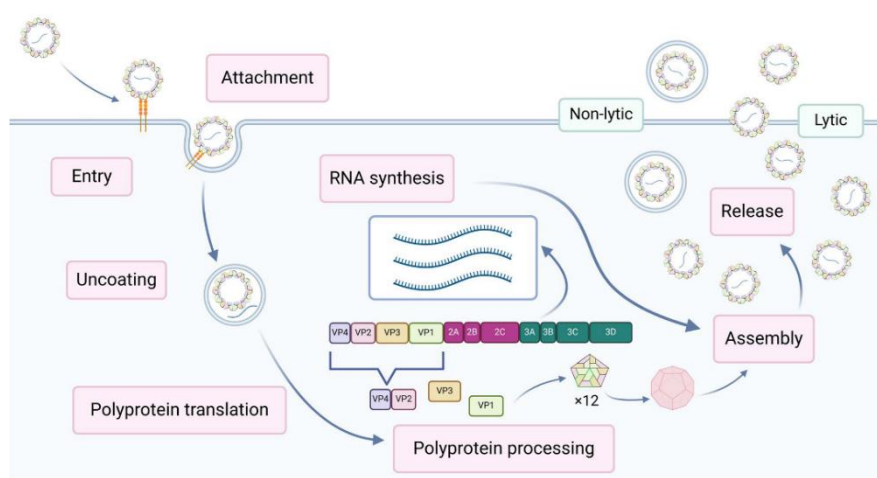 Attachment
Non-lytic
Lytic
Entry
RNA synthesis
Release
Uncoating
VP4 VP2 VP3 VP1 2A 2B 2C 3A 3B 3C 3D
Assembly
VP4 VP2 VP3 VP1
×12
Polyprotein translation
Polyprotein processing